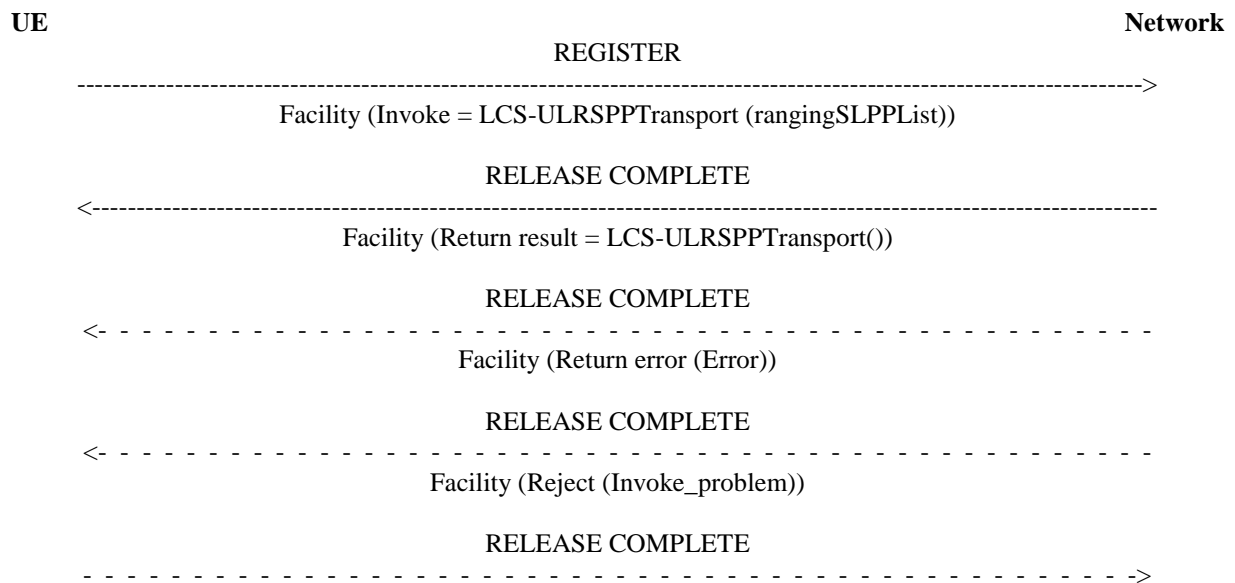 UE Network
REGISTER
------------------------------------------------------------------------------------------------------------------------>
Facility (Invoke = LCS-ULRSPPTransport (rangingSLPPList))
RELEASE COMPLETE
<------------------------------------------------------------------------------------------------------------------------
Facility (Return result = LCS-ULRSPPTransport())
RELEASE COMPLETE
<- - - - - - - - - - - - - - - - - - - - - - - - - - - - - - - - - - - - - - - - - - - - - - - -
Facility (Return error (Error))
RELEASE COMPLETE
<- - - - - - - - - - - - - - - - - - - - - - - - - - - - - - - - - - - - - - - - - - - - - - - -
Facility (Reject (Invoke_problem))
RELEASE COMPLETE
- - - - - - - - - - - - - - - - - - - - - - - - - - - - - - - - - - - - - - - - - - - - - - - ->